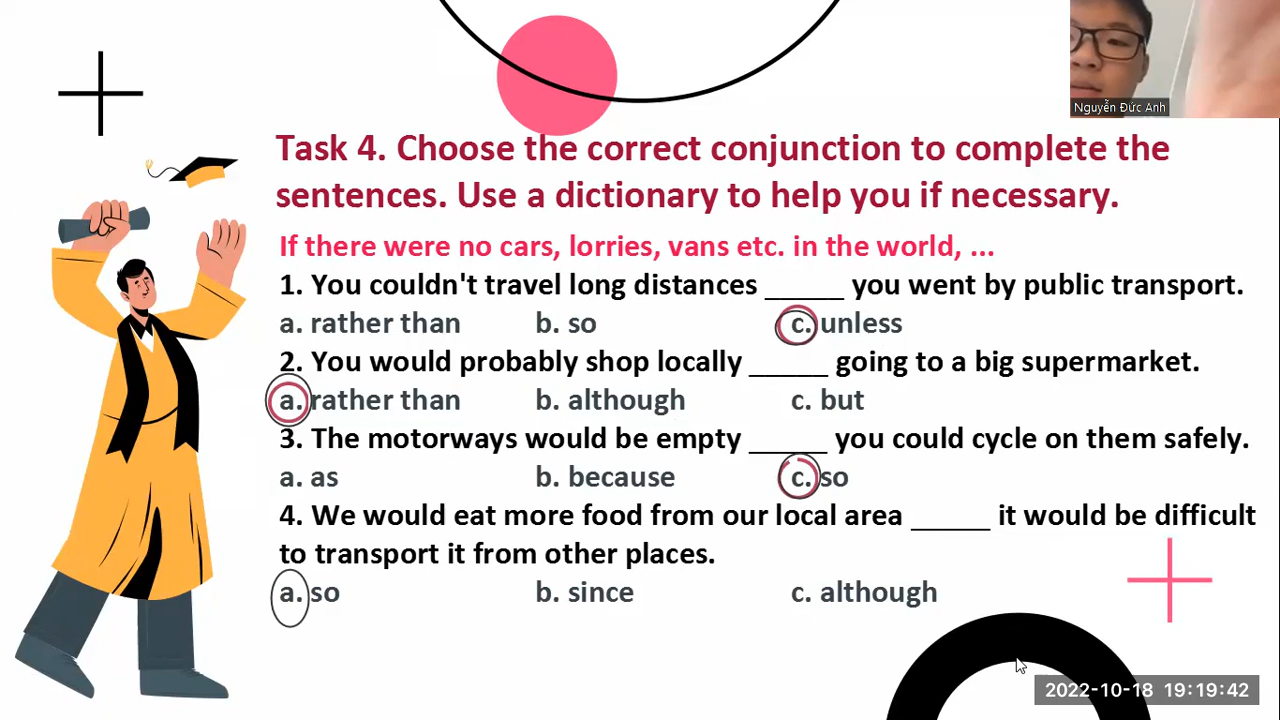 Nguyễn Đức Anh
Task 4. Choose the correct conjunction to complete the
sentences. Use a dictionary to help you if necessary.
If there were no cars, lorries, vans etc. in the world, ...
1. You couldn't travel long distances _____ you went by public transport.
a. rather than b. so c. unless
2. You would probably shop locally _____ going to a big supermarket.
a. rather than b. although c. but
3. The motorways would be empty _____ you could cycle on them safely.
a. as b. because c. so
4. We would eat more food from our local area _____ it would be difficult
to transport it from other places.
a. so b. since c. although
2022-10-18 19:19:42